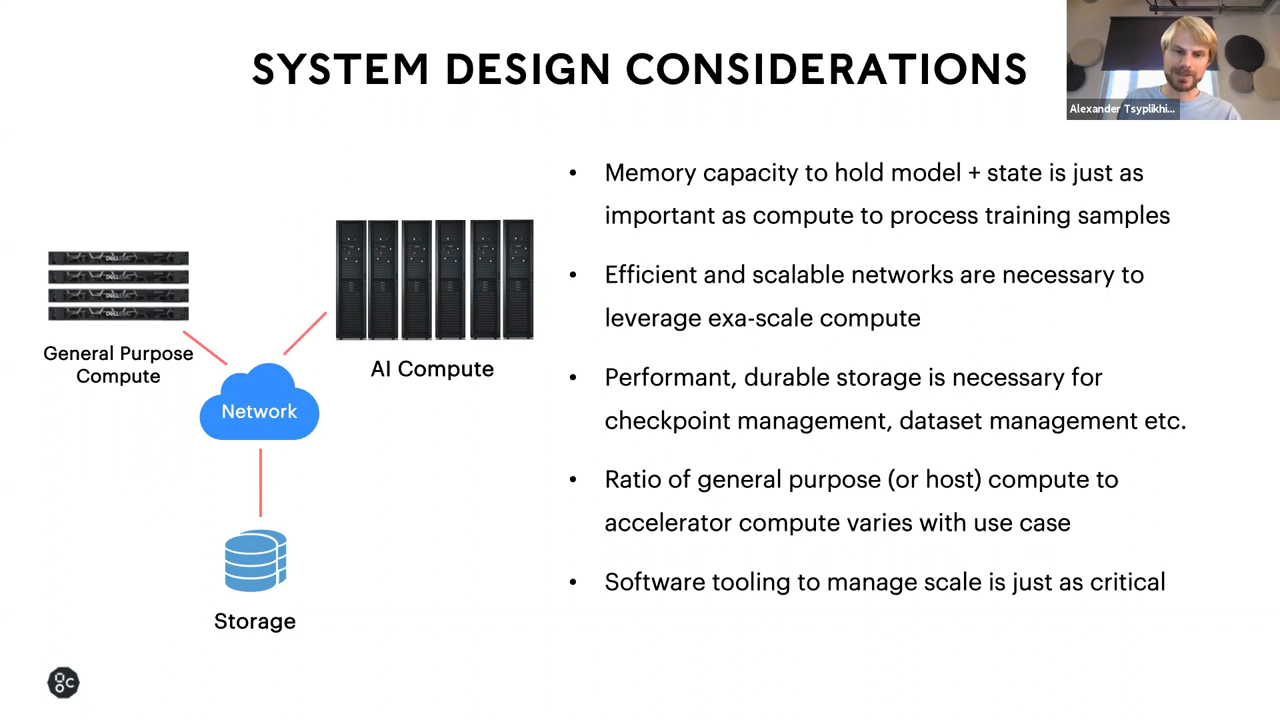 SYSTEM DESIGN CONSIDERATIONS
Alexander Tsyplikhi...
General Purpose
Compute
AI Compute
Network
Storage
• Memory capacity to hold model + state is just as
important as compute to process training samples
• Efficient and scalable networks are necessary to
leverage exa-scale compute
• Performant, durable storage is necessary for
checkpoint management, dataset management etc.
• Ratio of general purpose (or host) compute to
accelerator compute varies with use case
• Software tooling to manage scale is just as critical